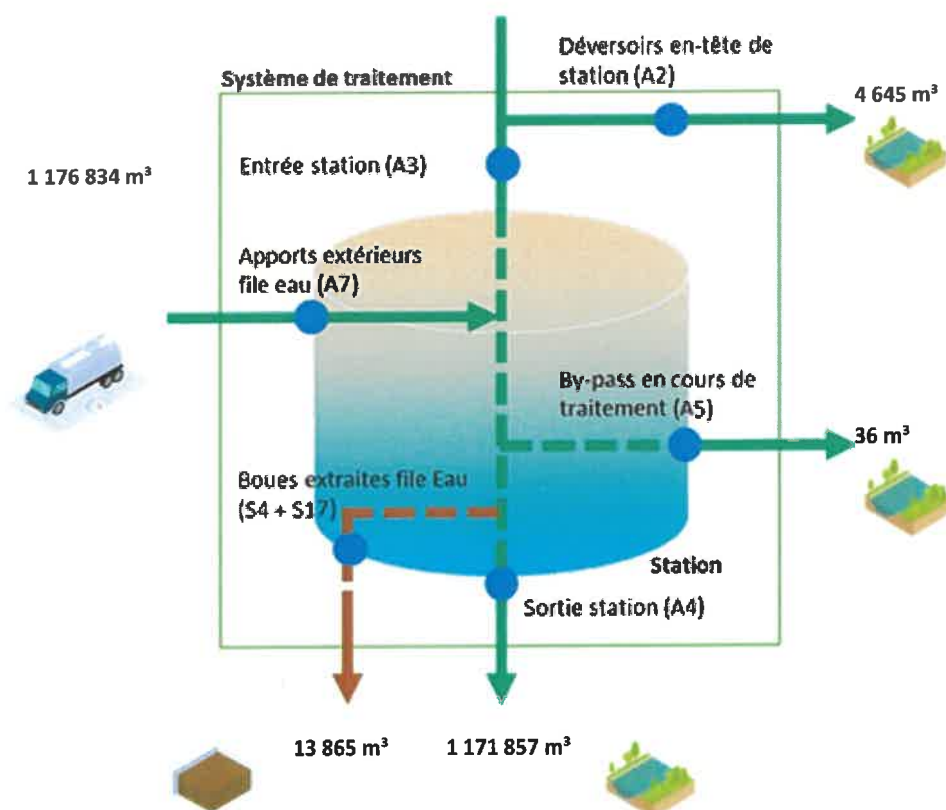 Déversoirs en-tête de
station (A2)
Système de traitement
4 645 m³
Entrée station (A3)
1 176 834 m³
Apports extérieurs
file eau (A7)
By-pass en cours de
traitement (A5)
36 m³
Boues extraites file Eau
(S4 + S17)
Station
Sortie station (A4)
13 865 m³
1 171 857 m³